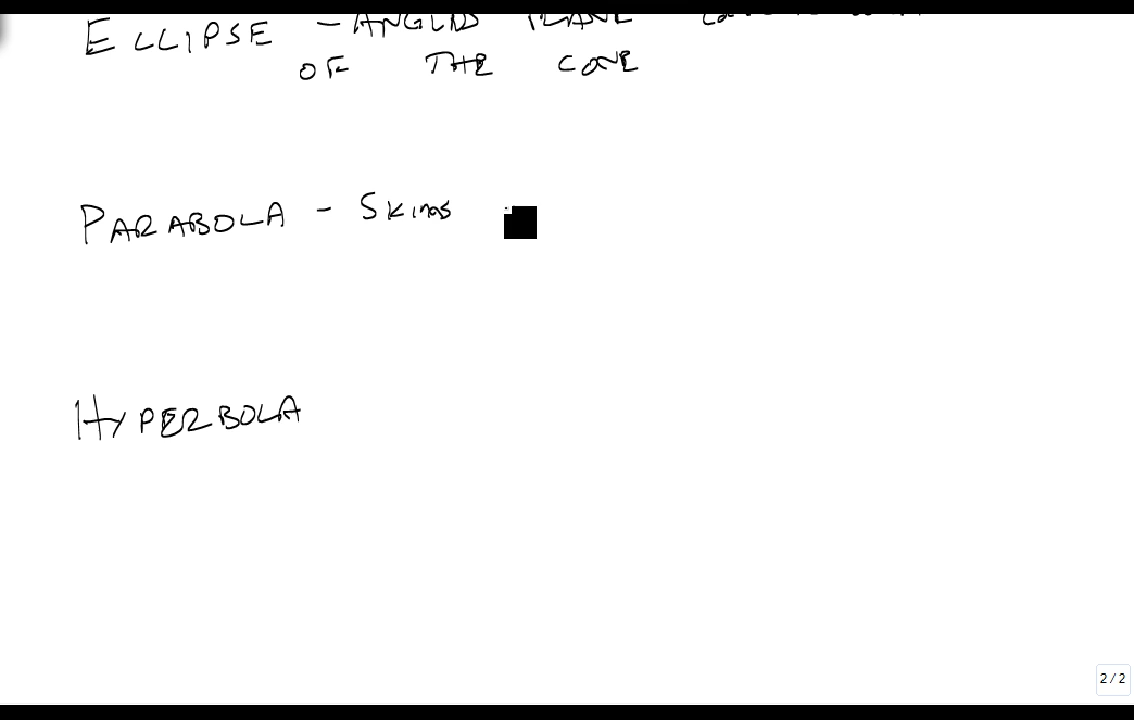 ELLIPSE - ANGLED PLANE
OF THE CONE
PARABOLA - Skims
HYPERBOLA
2/2